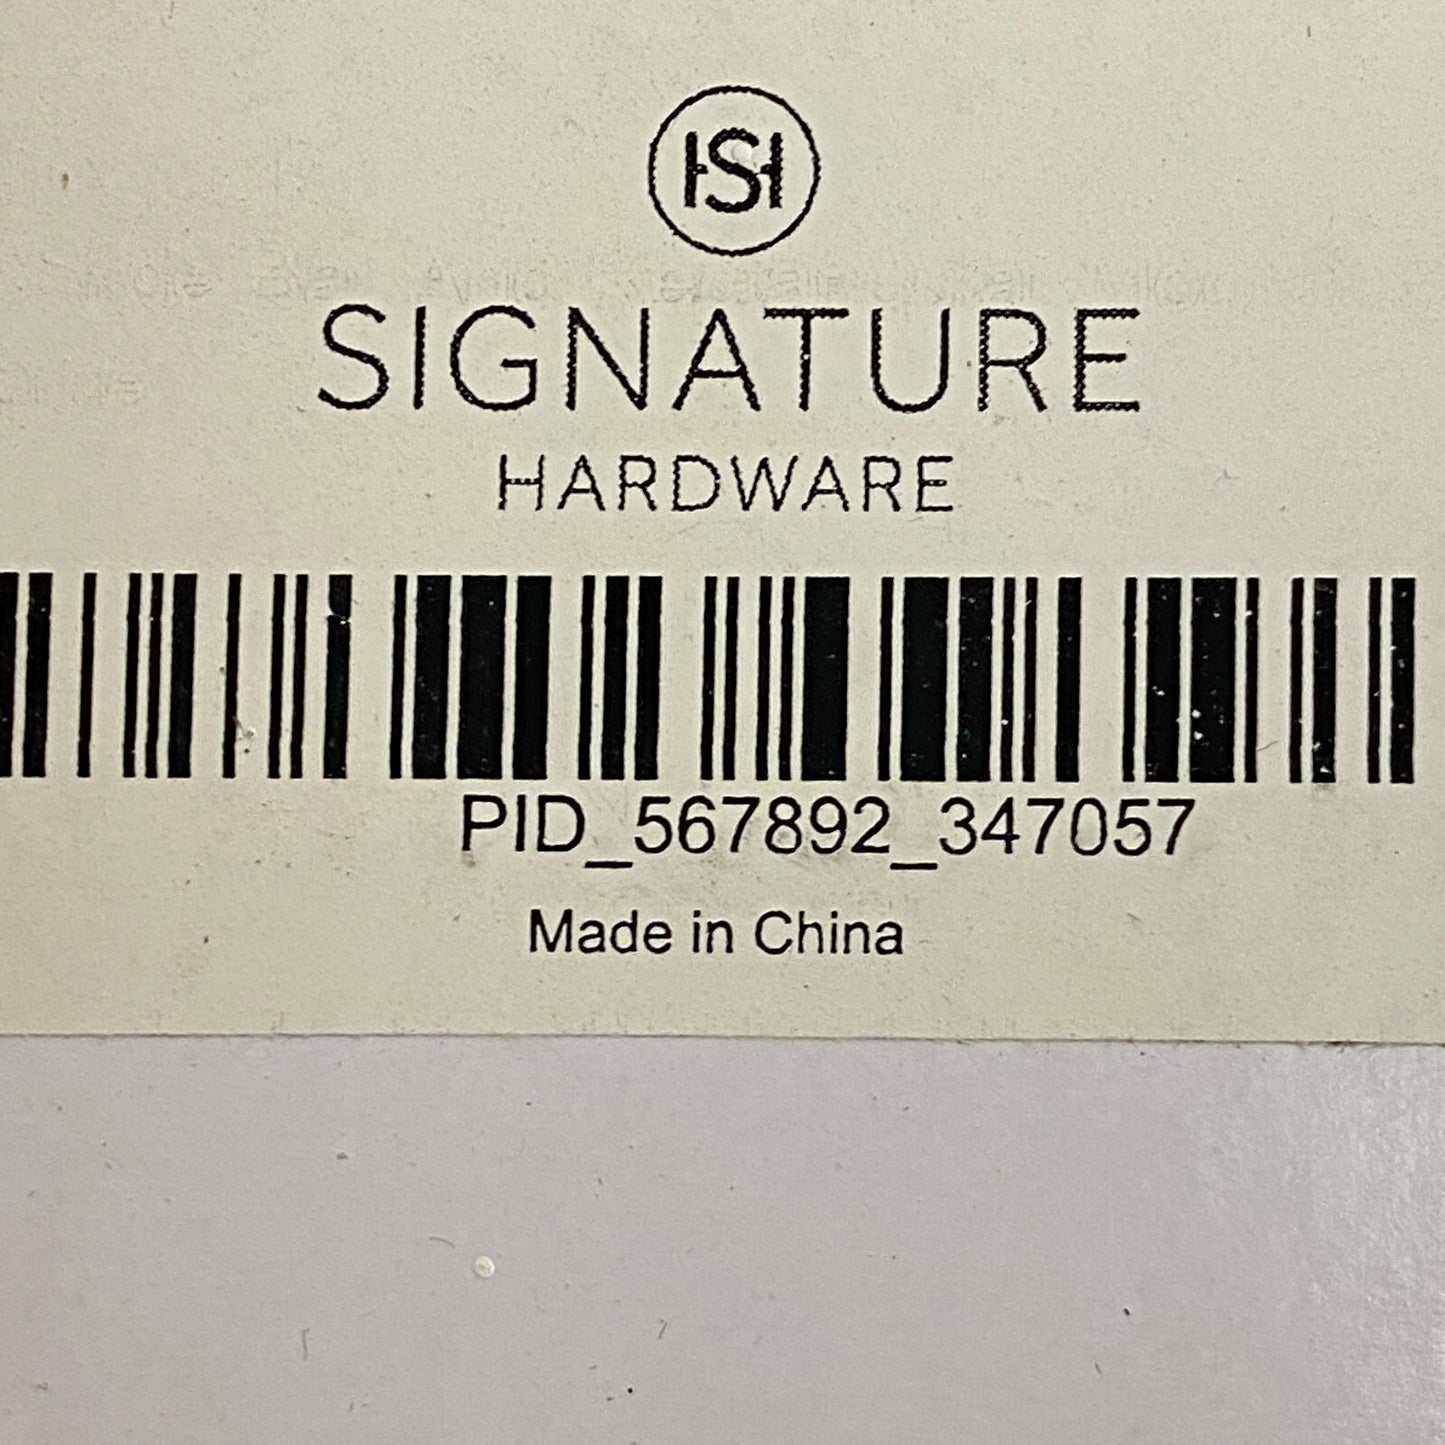 SH
SIGNATURE
HARDWARE
PID_567892_347057
Made in China